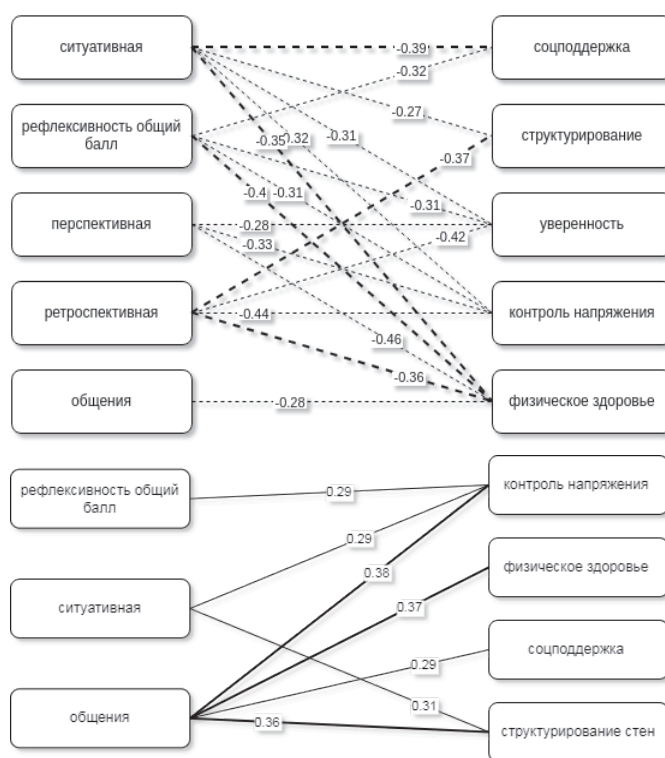 ситуативная
-0.39
соцподдержка
-0.32
-0.27
рефлексивность общий
балл
-0.35
0.32
-0.31
структурирование
-0.37
-0.4
-0.31
-0.31
перспективная
-0.28
уверенность
-0.33
-0.42
ретроспективная
-0.44
контроль напряжения
-0.46
-0.36
общения
-0.28
физическое здоровье
рефлексивность общий
балл
0.29
контроль напряжения
0.29
0.38
физическое здоровье
ситуативная
0.37
соцподдержка
0.29
0.31
общения
0.36
структурирование стен